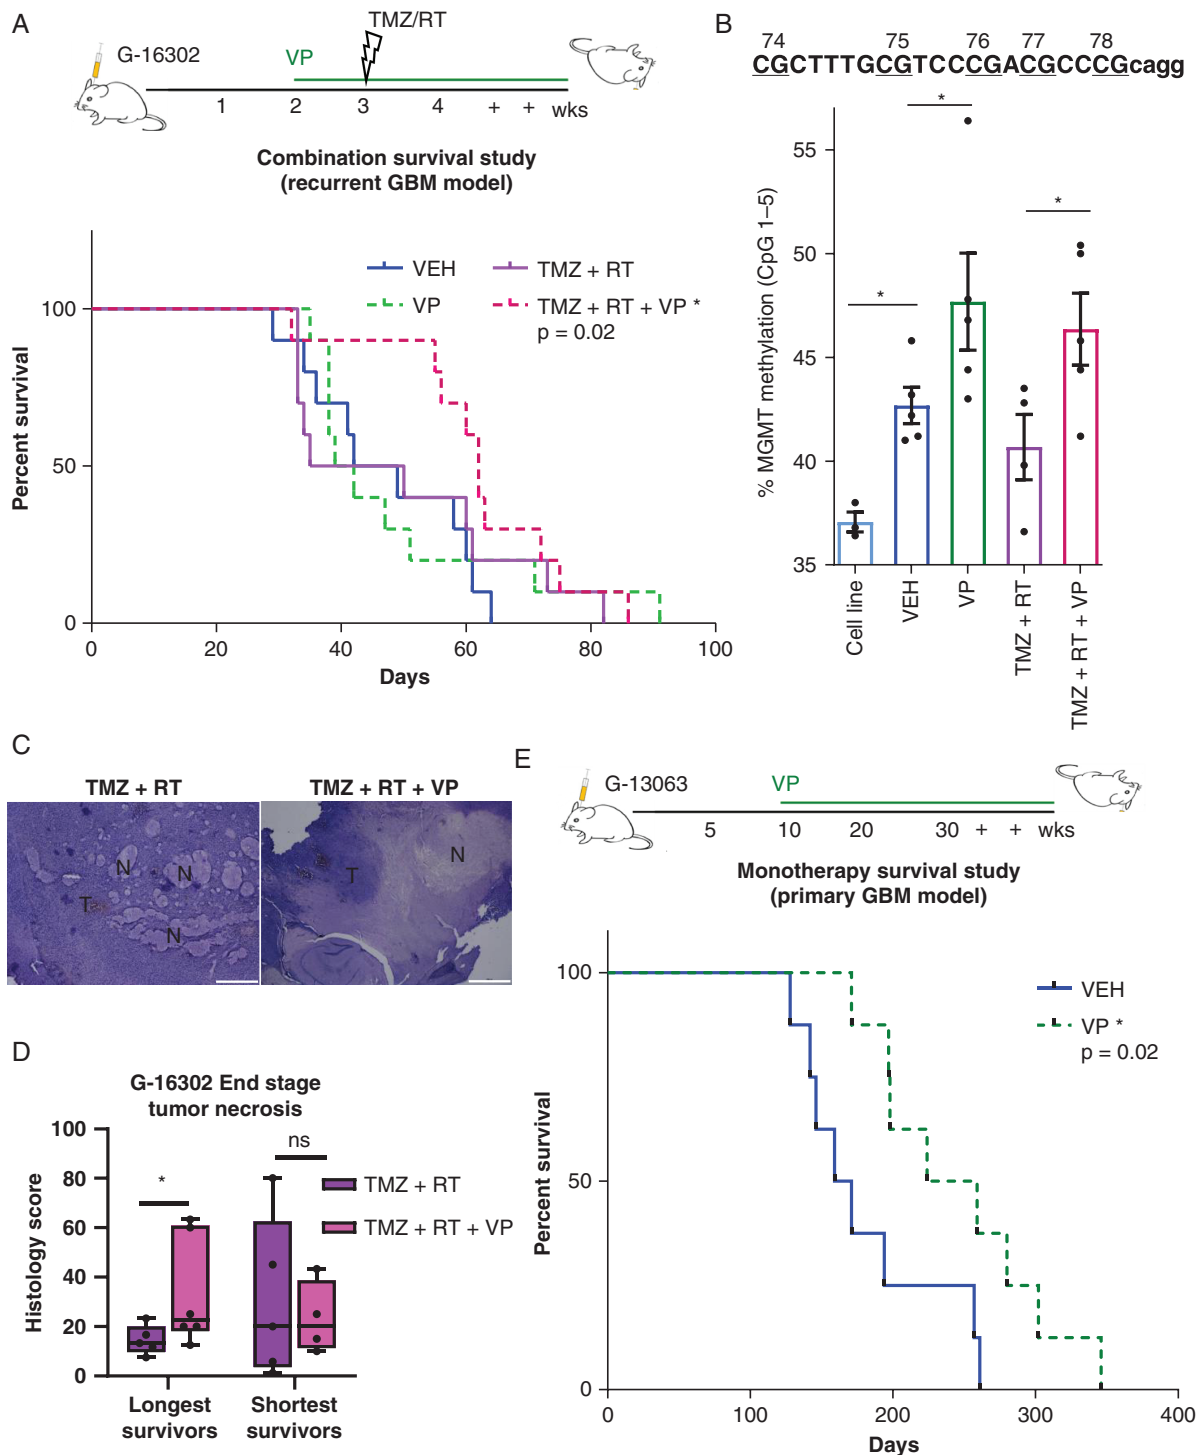 A
G-16302
VP
TMZ/RT
1 2 3 4 + + wks
Combination survival study
(recurrent GBM model)
VEH
VP
TMZ + RT
TMZ + RT + VP *
p = 0.02
Percent survival
100
50
0
0 20 40 60 80 100
Days
B
74 75 76 77 78
CGCTTTGCGTCCCGACGCCCGcagg
% MGMT methylation (CpG 1–5)
55
50
45
40
35
*
*
*
Cell line
VEH
VP
TMZ + RT
TMZ + RT + VP
C
TMZ + RT
TMZ + RT + VP
N
N
T
N
T
N
D
G-16302 End stage
tumor necrosis
Histology score
100
80
60
40
20
0
*
ns
TMZ + RT
TMZ + RT + VP
Longest
survivors
Shortest
survivors
E
G-13063
VP
5 10 20 30 + + wks
Monotherapy survival study
(primary GBM model)
VEH
VP *
p = 0.02
Percent survival
100
50
0
0 100 200 300 400
Days